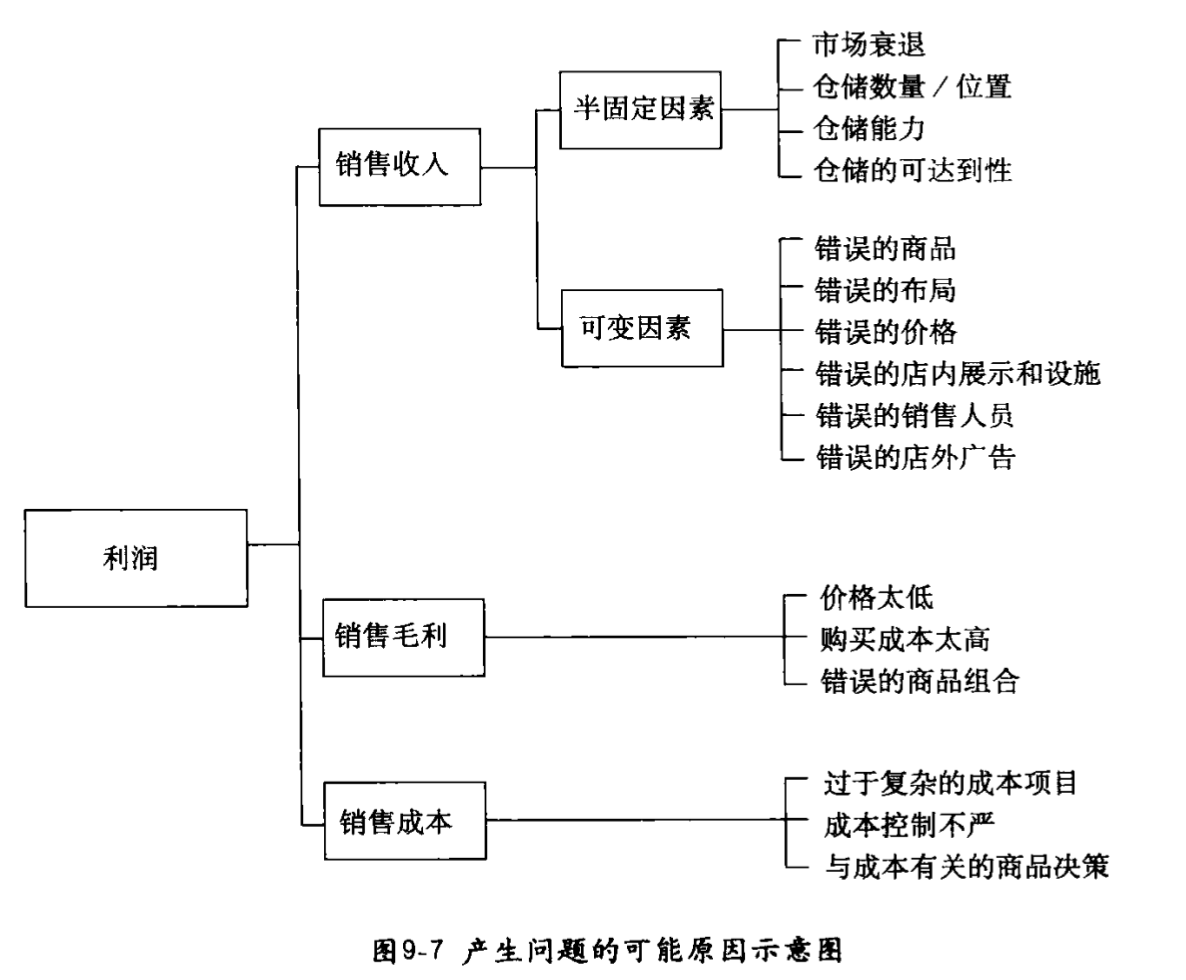 市场衰退
仓储数量／位置
半固定因素
仓储能力
销售收入
仓储的可达到性
错误的商品
错误的布局
可变因素
错误的价格
错误的店内展示和设施
错误的销售人员
错误的店外广告
利润
价格太低
销售毛利
购买成本太高
错误的商品组合
过于复杂的成本项目
销售成本
成本控制不严
与成本有关的商品决策
图9-7 产生问题的可能原因示意图